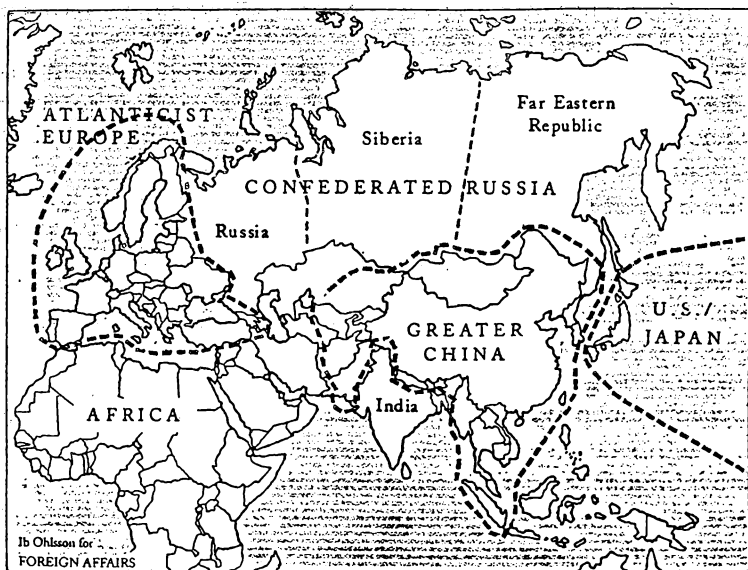 ATLANTICIST
EUROPE
Siberia
Far Eastern
Republic
CONFEDERATED RUSSIA
Russia
U.S./
JAPAN
GREATER
CHINA
India
AFRICA
Ib Ohlsson for
FOREIGN AFFAIRS